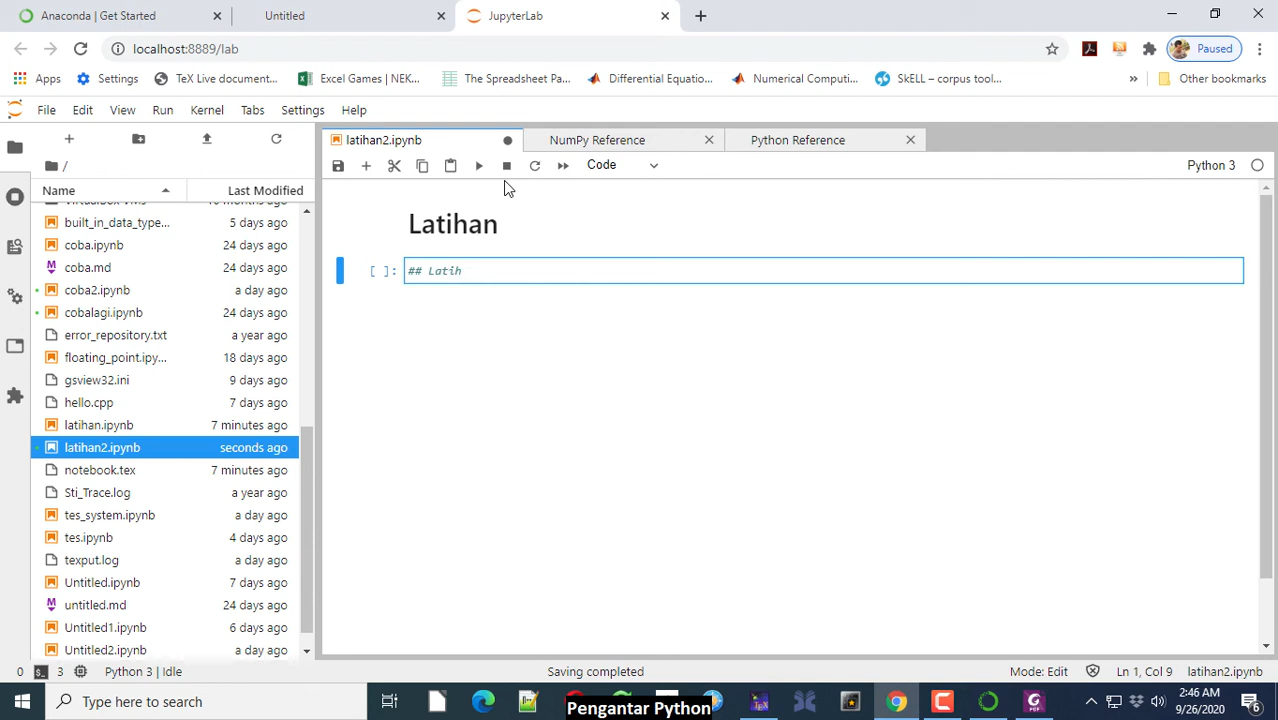 Anaconda | Get Started
Untitled
JupyterLab
localhost:8889/lab
Paused
Apps
Settings
TeX Live document...
Excel Games | NEK...
The Spreadsheet Pa...
Differential Equatio...
Numerical Computi...
SkELL – corpus tool...
»
Other bookmarks
File Edit View Run Kernel Tabs Settings Help
latihan2.ipynb
NumPy Reference
Python Reference
/
Code
Python 3
Name
Last Modified
built_in_data_type... 5 days ago
coba.ipynb 24 days ago
coba.md 24 days ago
coba2.ipynb a day ago
cobalagi.ipynb 24 days ago
error_repository.txt a year ago
floating_point.ipy... 18 days ago
gsview32.ini 9 days ago
hello.cpp 7 days ago
latihan.ipynb 7 minutes ago
latihan2.ipynb seconds ago
notebook.tex 7 minutes ago
Sti_Trace.log a year ago
tes_system.ipynb a day ago
tes.ipynb 4 days ago
texput.log a day ago
Untitled.ipynb 7 days ago
untitled.md 24 days ago
Untitled1.ipynb 6 days ago
Untitled2.ipynb a day ago
Latihan
[ ]: ## Latih
0
3
Python 3 | Idle
Saving completed
Mode: Edit
Ln 1, Col 9
latihan2.ipynb
Type here to search
Pengantar Python
2:46 AM
9/26/2020
6